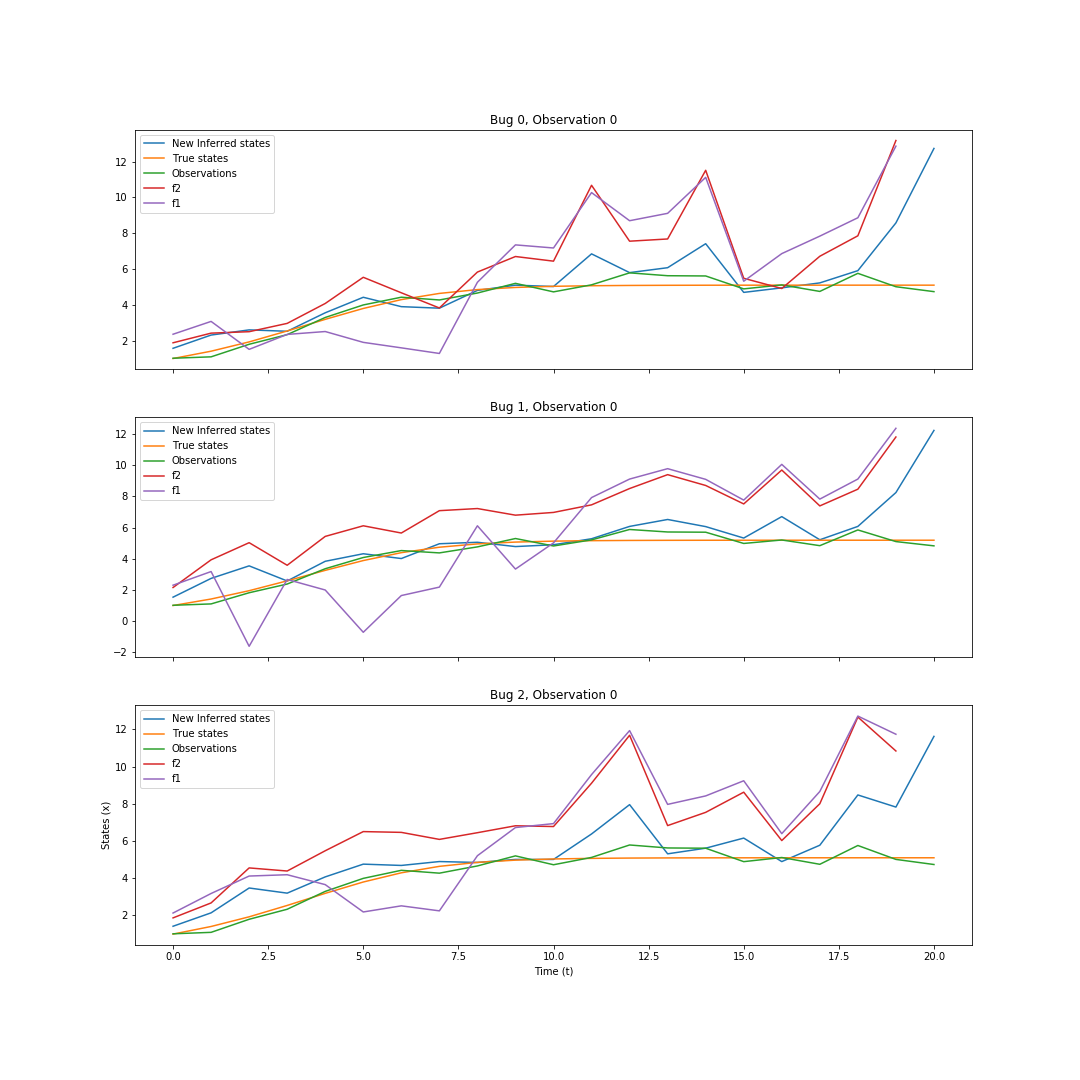 Bug 0, Observation 0
New Inferred states
True states
Observations
f2
f1
12
10
8
6
4
2
Bug 1, Observation 0
New Inferred states
True states
Observations
f2
f1
12
10
8
6
4
2
0
−2
Bug 2, Observation 0
New Inferred states
True states
Observations
f2
f1
12
10
8
6
4
2
States (x)
0.0 2.5 5.0 7.5 10.0 12.5 15.0 17.5 20.0
Time (t)